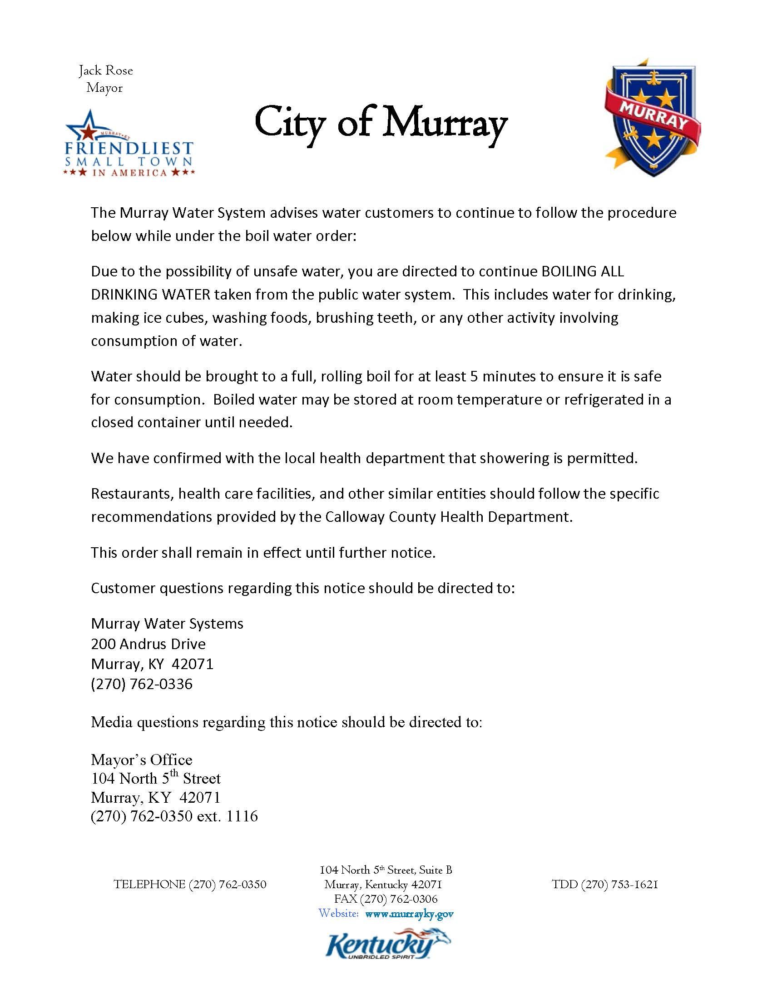 Jack Rose
Mayor
City of Murray
MURRAY
MURRAY•KY
FRIENDLIEST
SMALL TOWN
IN AMERICA
The Murray Water System advises water customers to continue to follow the procedure
below while under the boil water order:
Due to the possibility of unsafe water, you are directed to continue BOILING ALL
DRINKING WATER taken from the public water system.  This includes water for drinking,
making ice cubes, washing foods, brushing teeth, or any other activity involving
consumption of water.
Water should be brought to a full, rolling boil for at least 5 minutes to ensure it is safe
for consumption.  Boiled water may be stored at room temperature or refrigerated in a
closed container until needed.
We have confirmed with the local health department that showering is permitted.
Restaurants, health care facilities, and other similar entities should follow the specific
recommendations provided by the Calloway County Health Department.
This order shall remain in effect until further notice.
Customer questions regarding this notice should be directed to:
Murray Water Systems
200 Andrus Drive
Murray, KY  42071
(270) 762-0336
Media questions regarding this notice should be directed to:
Mayor’s Office
104 North 5th Street
Murray, KY  42071
(270) 762-0350 ext. 1116
104 North 5th Street, Suite B
TELEPHONE (270) 762-0350 Murray, Kentucky 42071 TDD (270) 753-1621
FAX (270) 762-0306
Website:  www.murrayky.gov
Kentucky
UNBRIDLED SPIRIT